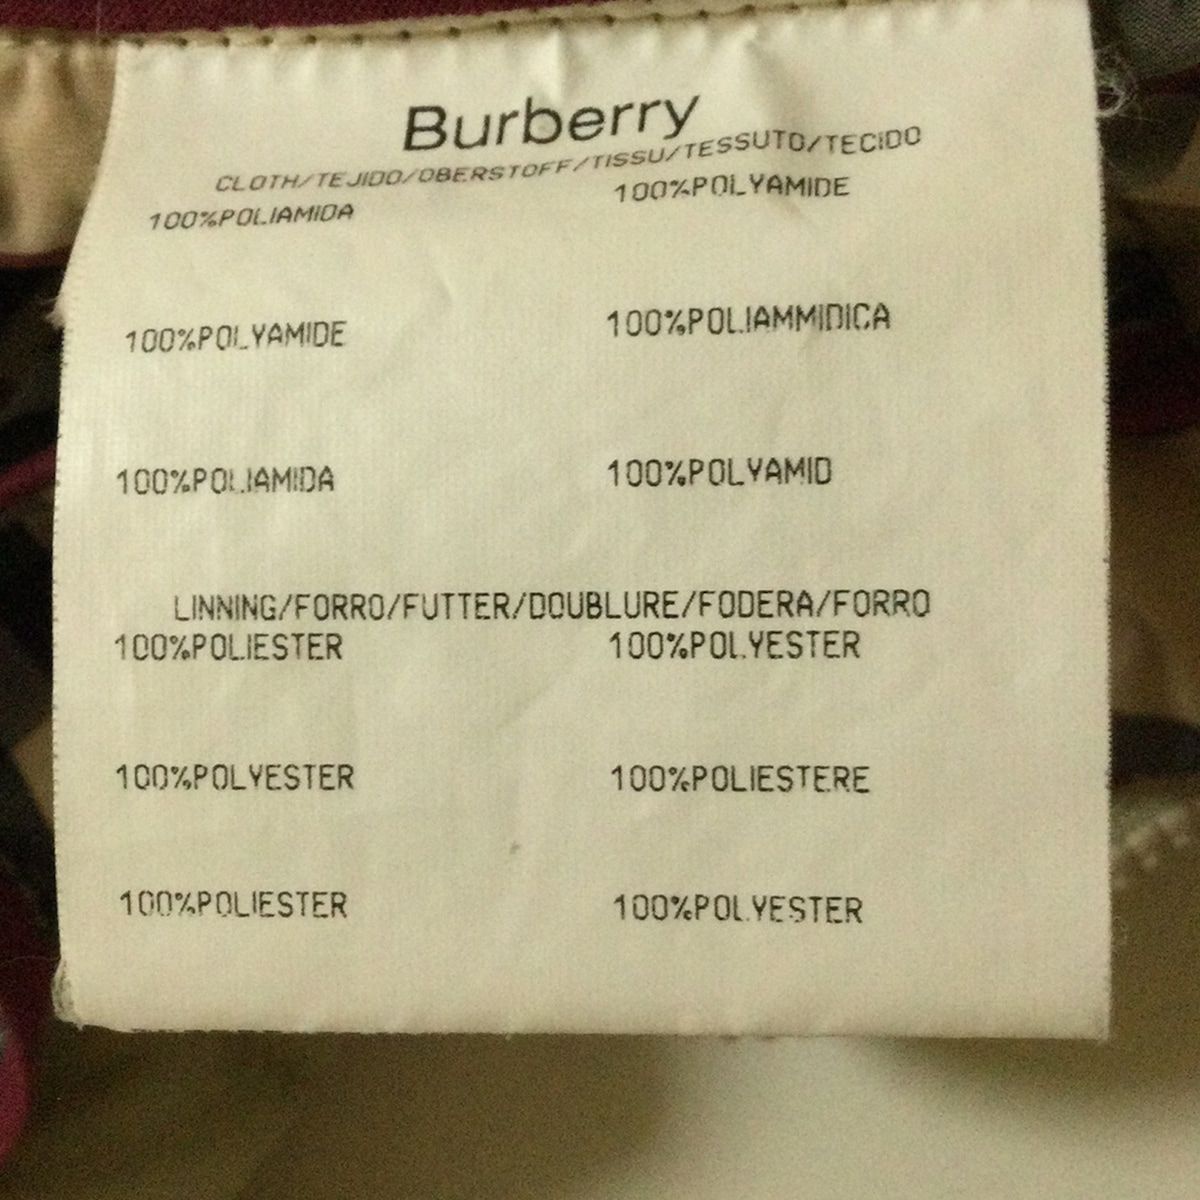 Burberry
CLOTH/TEJIDO/OBERSTOFF/TISSU/TESSUTO/TECIDO
100%POLIAMIDA 100%POLYAMIDE
100%POLYAMIDE 100%POLIAMMIDICA
100%POLIAMIDA 100%POLYAMID
LINNING/FORRO/FUTTER/DOUBLURE/FODERA/FORRO
100%POLIESTER 100%POLYESTER
100%POLYESTER 100%POLIESTERE
100%POLIESTER 100%POLYESTER